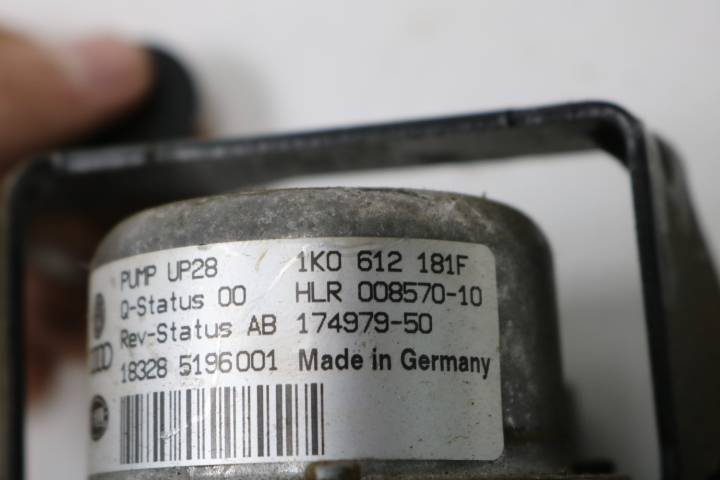 PUMP UP28 1K0 612 181F
Q-Status 00 HLR 008570-10
Rev-Status AB 174979-50
18328 5196001 Made in Germany